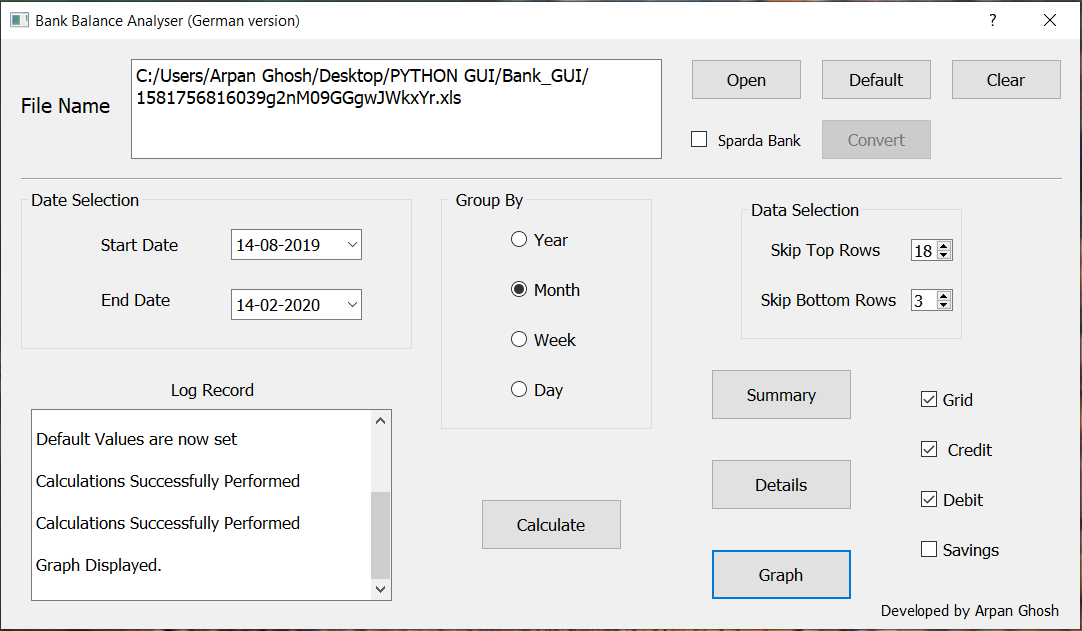 Bank Balance Analyser (German version)
File Name
C:/Users/Arpan Ghosh/Desktop/PYTHON GUI/Bank_GUI/
1581756816039g2nM09GGgwJWkxYr.xls
Open
Default
Clear
Sparda Bank
Convert
Date Selection
Start Date
14-08-2019
End Date
14-02-2020
Group By
Year
Month
Week
Day
Data Selection
Skip Top Rows
18
Skip Bottom Rows
3
Log Record
Default Values are now set
Calculations Successfully Performed
Calculations Successfully Performed
Graph Displayed.
Calculate
Summary
Details
Graph
Grid
Credit
Debit
Savings
Developed by Arpan Ghosh